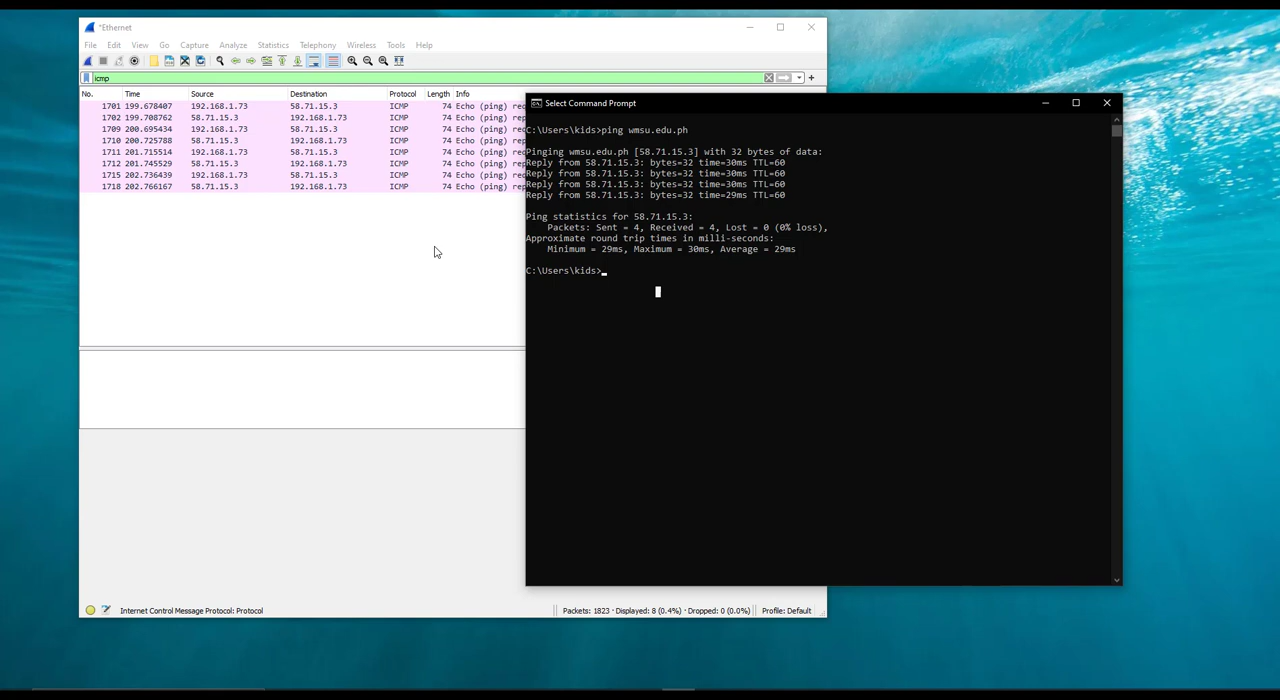 *Ethernet
File Edit View Go Capture Analyze Statistics Telephony Wireless Tools Help
icmp
No. Time Source Destination Protocol Length Info
1701 199.678407 192.168.1.73 58.71.15.3 ICMP 74 Echo (ping) req
1702 199.708762 58.71.15.3 192.168.1.73 ICMP 74 Echo (ping) rep
1709 200.695434 192.168.1.73 58.71.15.3 ICMP 74 Echo (ping) req
1710 200.725788 58.71.15.3 192.168.1.73 ICMP 74 Echo (ping) rep
1711 201.715514 192.168.1.73 58.71.15.3 ICMP 74 Echo (ping) req
1712 201.745529 58.71.15.3 192.168.1.73 ICMP 74 Echo (ping) rep
1715 202.736439 192.168.1.73 58.71.15.3 ICMP 74 Echo (ping) req
1718 202.766167 58.71.15.3 192.168.1.73 ICMP 74 Echo (ping) rep
Internet Control Message Protocol: Protocol
Packets: 1823 · Displayed: 8 (0.4%) · Dropped: 0 (0.0%)
Profile: Default
Select Command Prompt
C:\Users\kids>ping wmsu.edu.ph
Pinging wmsu.edu.ph [58.71.15.3] with 32 bytes of data:
Reply from 58.71.15.3: bytes=32 time=30ms TTL=60
Reply from 58.71.15.3: bytes=32 time=30ms TTL=60
Reply from 58.71.15.3: bytes=32 time=30ms TTL=60
Reply from 58.71.15.3: bytes=32 time=29ms TTL=60
Ping statistics for 58.71.15.3:
Packets: Sent = 4, Received = 4, Lost = 0 (0% loss),
Approximate round trip times in milli-seconds:
Minimum = 29ms, Maximum = 30ms, Average = 29ms
C:\Users\kids>